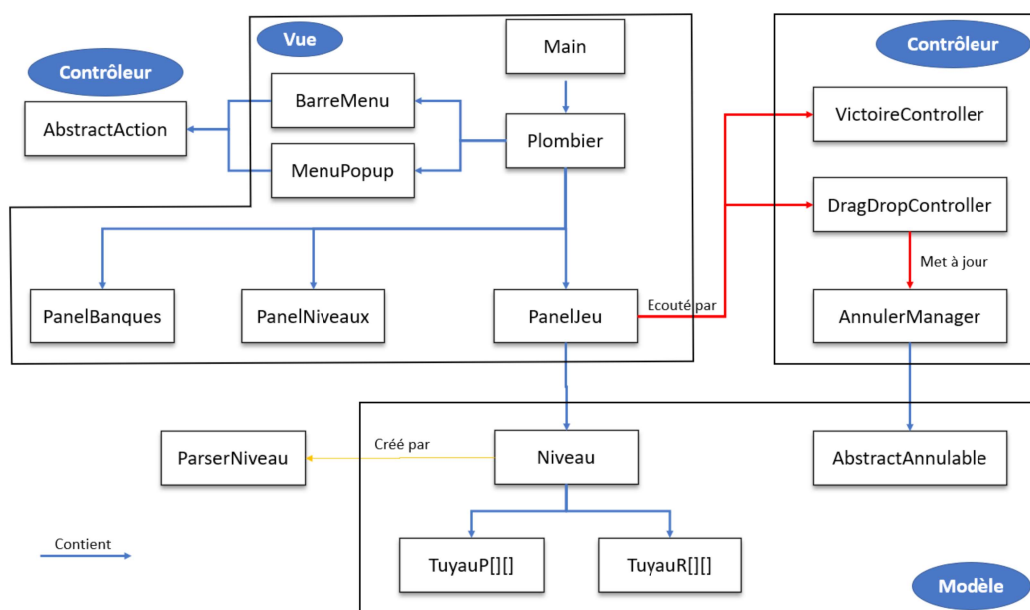 Vue
Main
Contrôleur
Contrôleur
BarreMenu
AbstractAction
VictoireController
Plombier
MenuPopup
DragDropController
Met à jour
PanelBanques
PanelNiveaux
PanelJeu
Ecouté par
AnnulerManager
Créé par
ParserNiveau
Niveau
AbstractAnnulable
Contient
TuyauP[][]
TuyauR[][]
Modèle